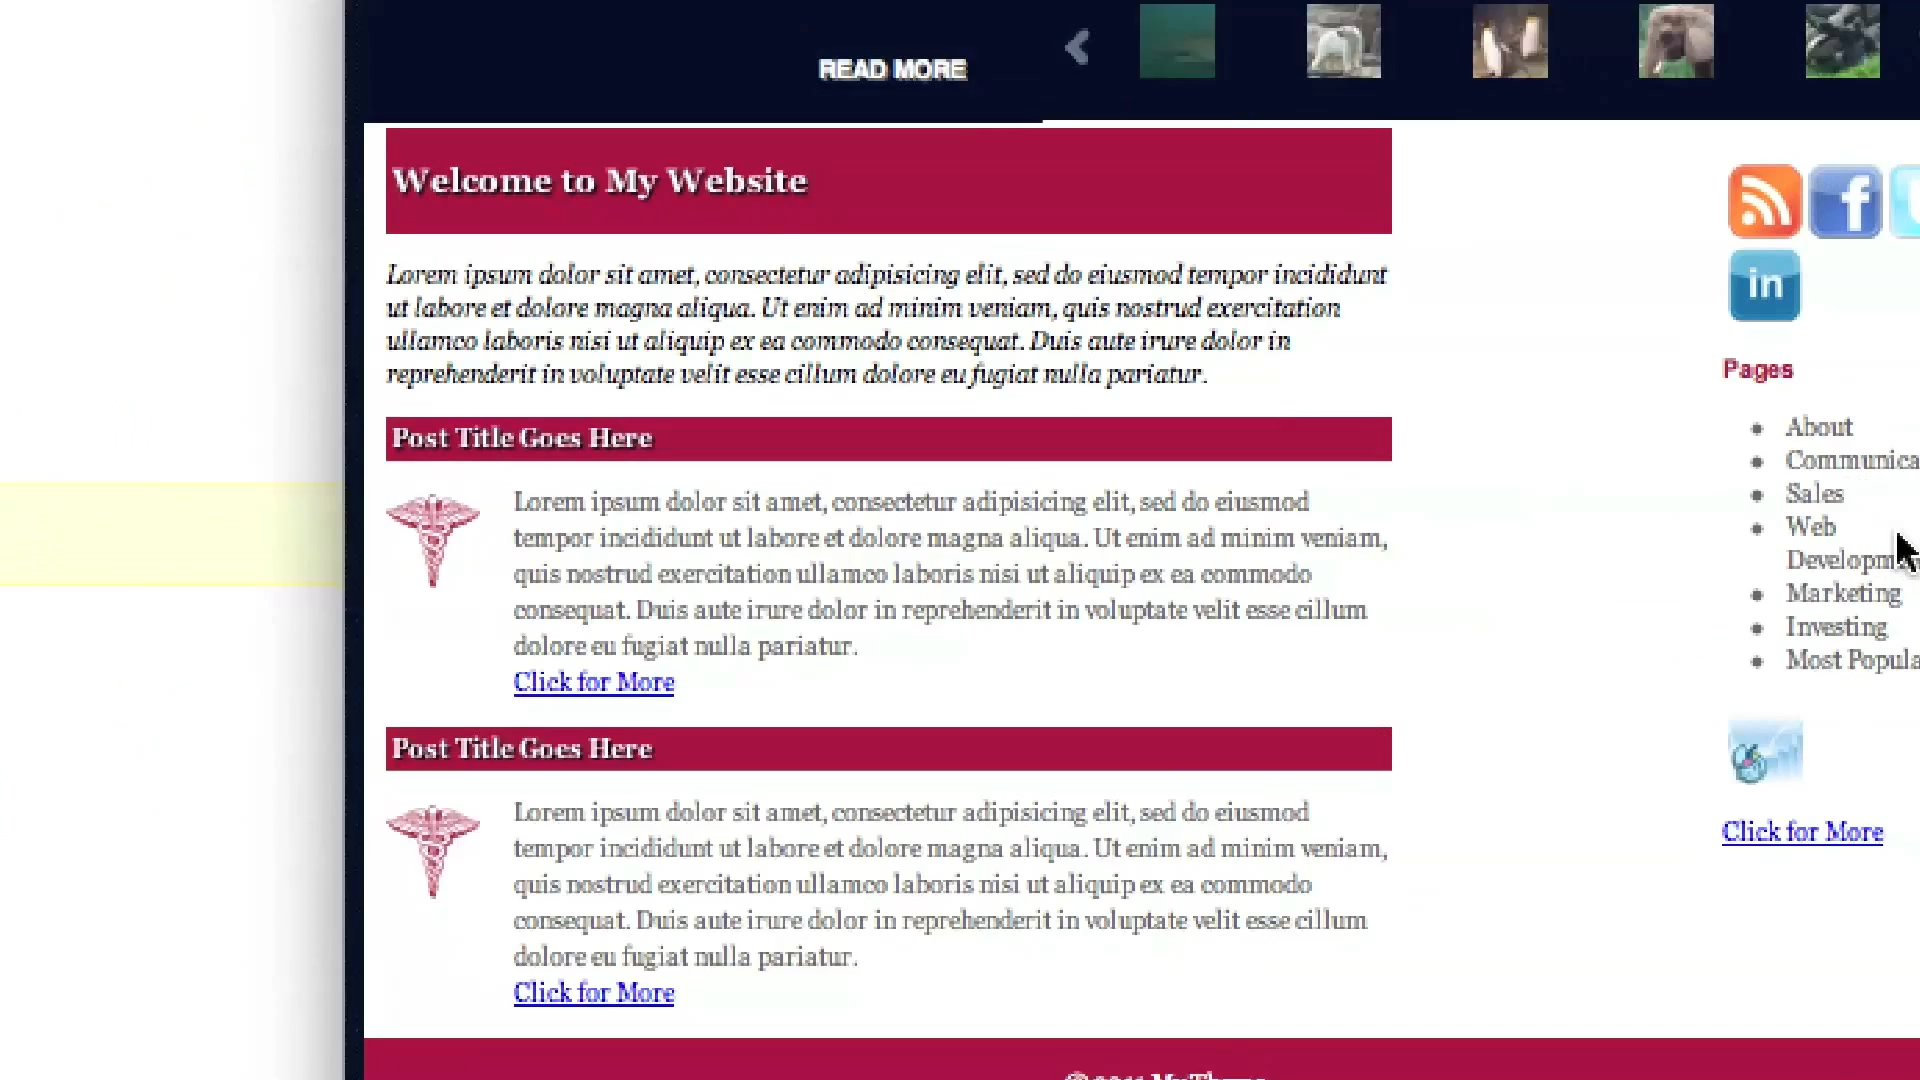 READ MORE
Welcome to My Website
Lorem ipsum dolor sit amet, consectetur adipisicing elit, sed do eiusmod tempor incididunt
ut labore et dolore magna aliqua. Ut enim ad minim veniam, quis nostrud exercitation
ullamco laboris nisi ut aliquip ex ea commodo consequat. Duis aute irure dolor in
reprehenderit in voluptate velit esse cillum dolore eu fugiat nulla pariatur.
Post Title Goes Here
Lorem ipsum dolor sit amet, consectetur adipisicing elit, sed do eiusmod
tempor incididunt ut labore et dolore magna aliqua. Ut enim ad minim veniam,
quis nostrud exercitation ullamco laboris nisi ut aliquip ex ea commodo
consequat. Duis aute irure dolor in reprehenderit in voluptate velit esse cillum
dolore eu fugiat nulla pariatur.
Click for More
Post Title Goes Here
Lorem ipsum dolor sit amet, consectetur adipisicing elit, sed do eiusmod
tempor incididunt ut labore et dolore magna aliqua. Ut enim ad minim veniam,
quis nostrud exercitation ullamco laboris nisi ut aliquip ex ea commodo
consequat. Duis aute irure dolor in reprehenderit in voluptate velit esse cillum
dolore eu fugiat nulla pariatur.
Click for More
f
in
Pages
About
Communica
Sales
Web
Developm
Marketing
Investing
Most Popula
Click for More